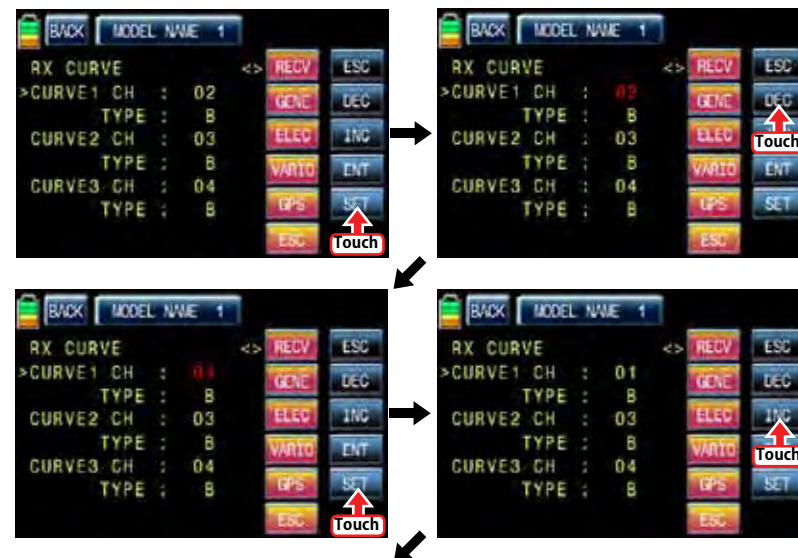 BACK MODEL NAME 1
RX CURVE <> RECV ESC
>CURVE1 CH : 02 GENE DEC
TYPE : B
CURVE2 CH : 03 ELEC INC
TYPE : B VARIO ENT
CURVE3 CH : 04 GPS SET
TYPE : B
ESC Touch
BACK MODEL NAME 1
RX CURVE <> RECV ESC
>CURVE1 CH : 02 GENE DEC
TYPE : B
CURVE2 CH : 03 ELEC Touch
TYPE : B VARIO ENT
CURVE3 CH : 04 GPS SET
TYPE : B
ESC
BACK MODEL NAME 1
RX CURVE <> RECV ESC
>CURVE1 CH : 01 GENE DEC
TYPE : B
CURVE2 CH : 03 ELEC INC
TYPE : B VARIO ENT
CURVE3 CH : 04 GPS SET
TYPE : B
ESC Touch
BACK MODEL NAME 1
RX CURVE <> RECV ESC
>CURVE1 CH : 01 GENE DEC
TYPE : B
CURVE2 CH : 03 ELEC INC
TYPE : B VARIO Touch
CURVE3 CH : 04 GPS SET
TYPE : B
ESC